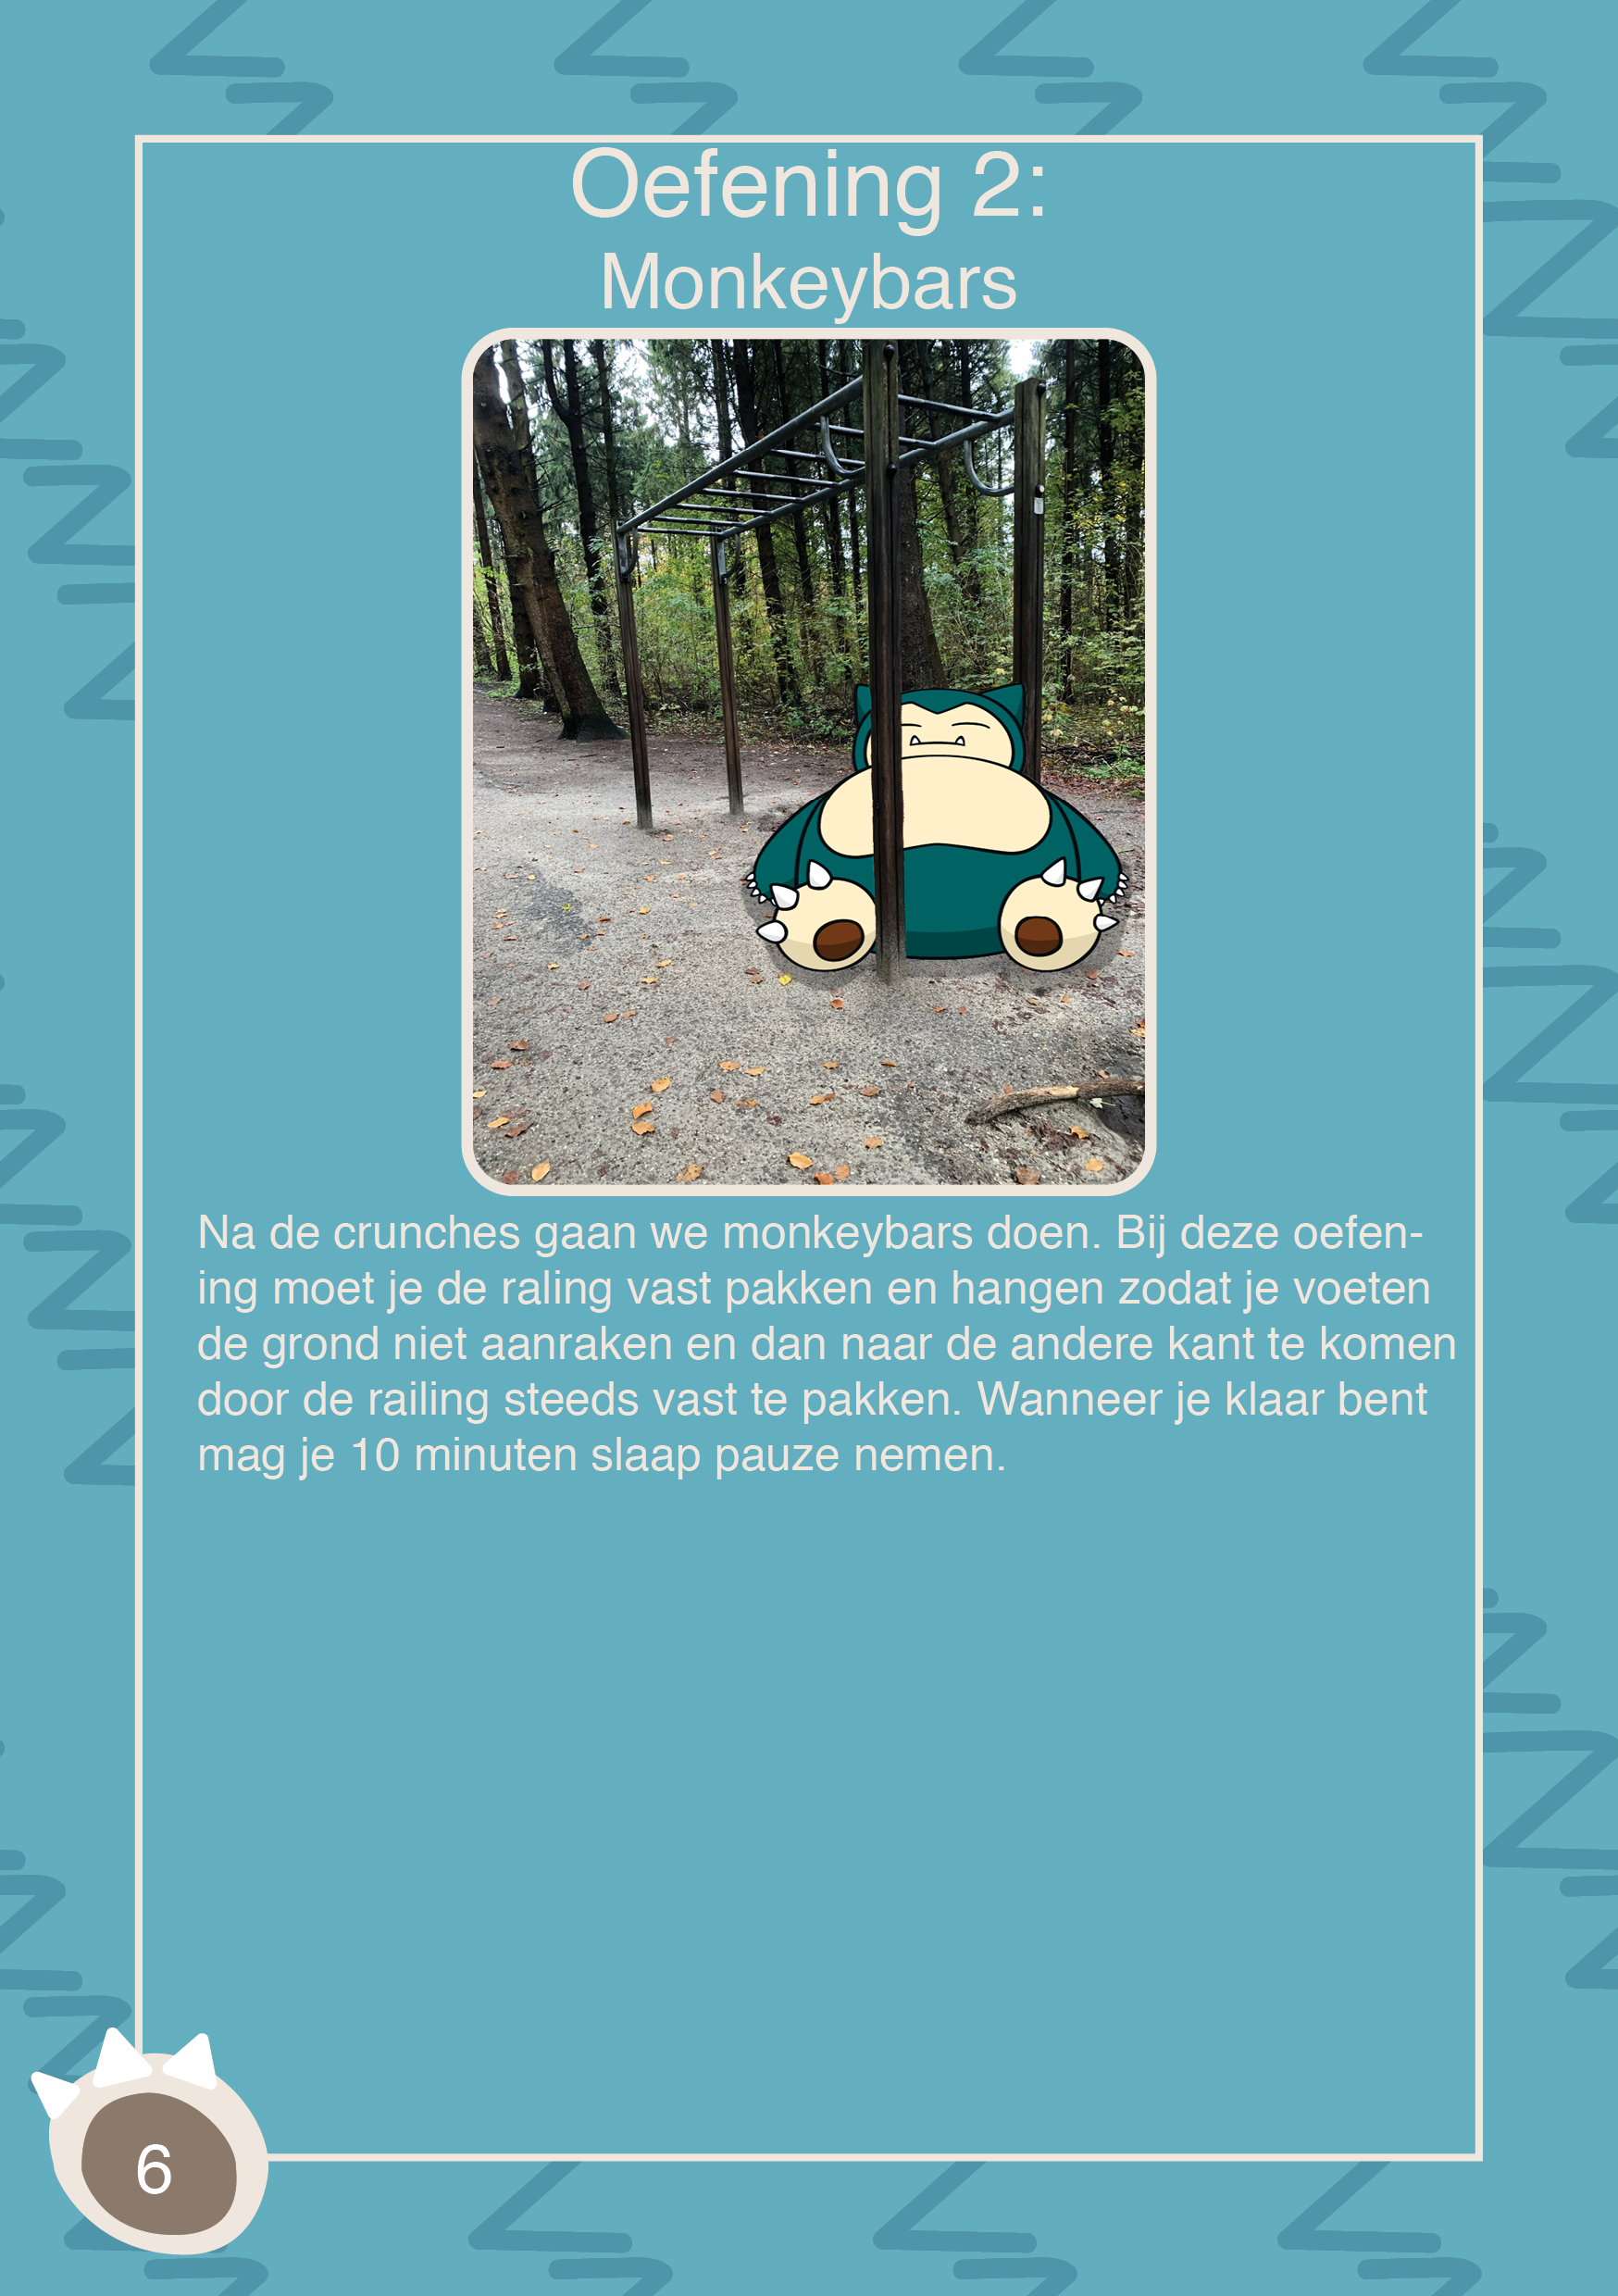 Oefening 2:
Monkeybars
Na de crunches gaan we monkeybars doen. Bij deze oefen-
ing moet je de raling vast pakken en hangen zodat je voeten
de grond niet aanraken en dan naar de andere kant te komen
door de railing steeds vast te pakken. Wanneer je klaar bent
mag je 10 minuten slaap pauze nemen.
6